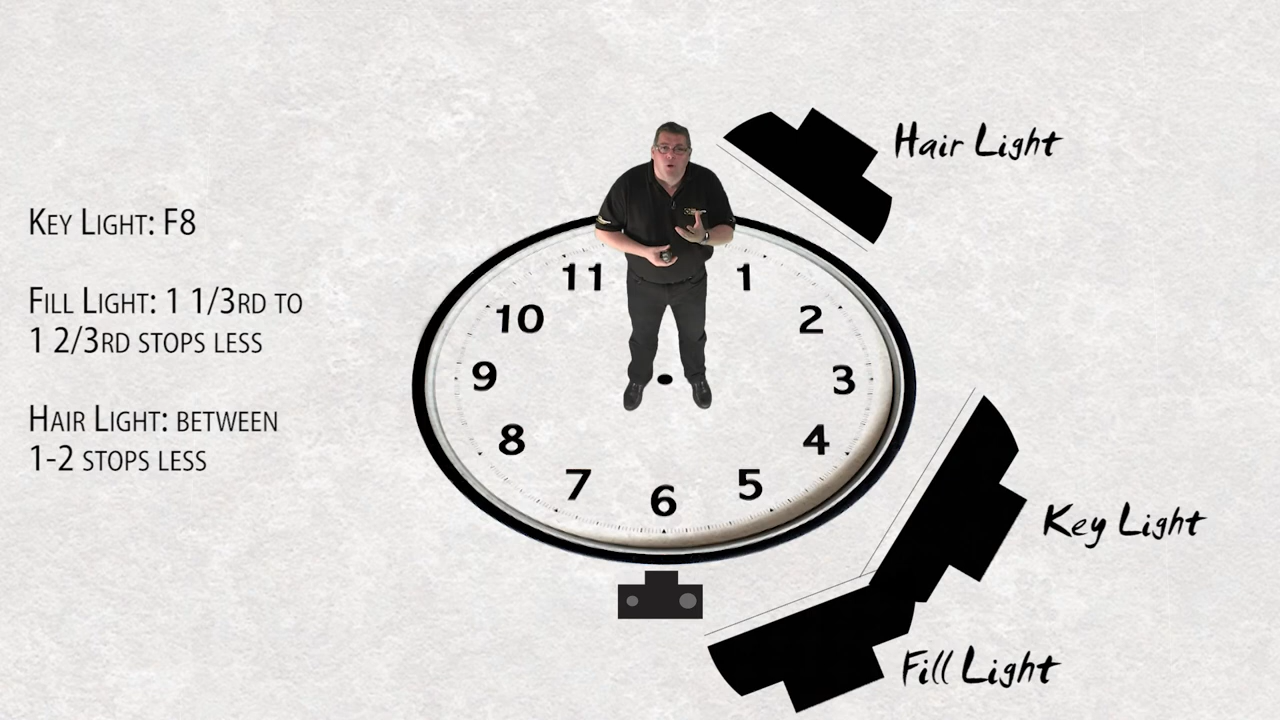 Hair Light
Key Light: F8
Fill Light: 1 1/3rd to
1 2/3rd stops less
Hair Light: between
1-2 stops less
11
1
10
2
9
3
8
4
7
5
6
Key Light
Fill Light